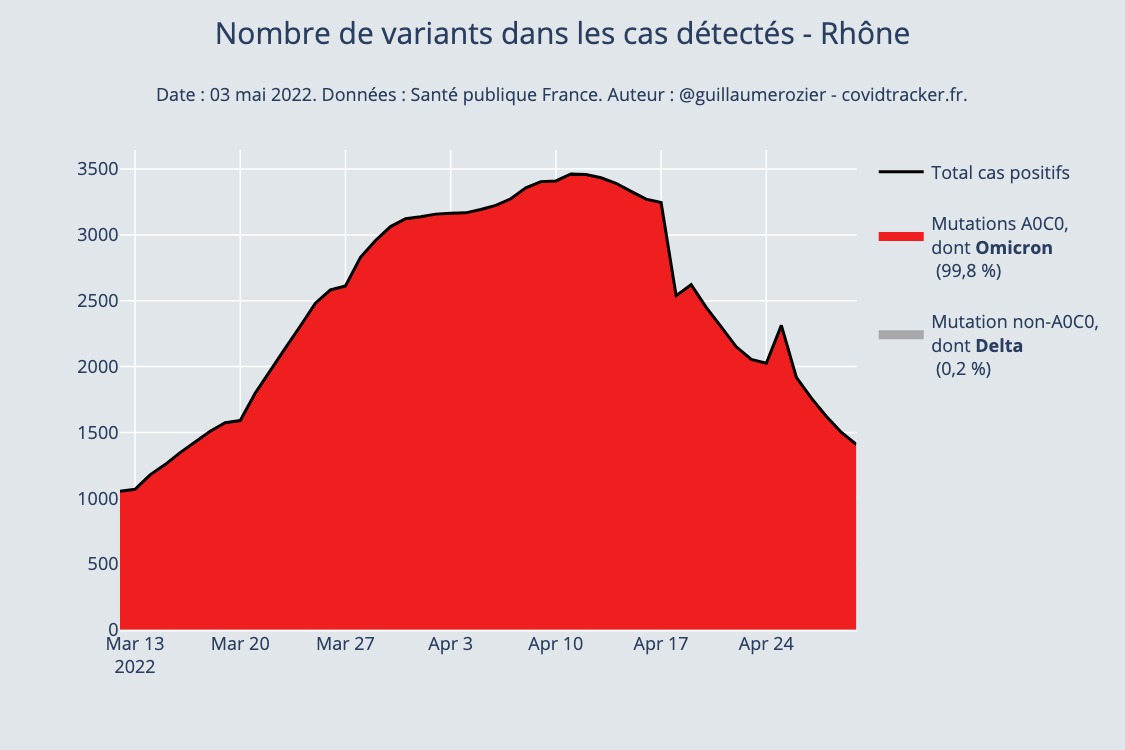 Nombre de variants dans les cas détectés - Rhône
Date : 03 mai 2022. Données : Santé publique France. Auteur : @guillaumerozier - covidtracker.fr.
3500
3000
2500
2000
1500
1000
500
0
Mar 13
2022
Mar 20
Mar 27
Apr 3
Apr 10
Apr 17
Apr 24
Total cas positifs
Mutations A0C0,
dont Omicron
(99,8 %)
Mutation non-A0C0,
dont Delta
(0,2 %)